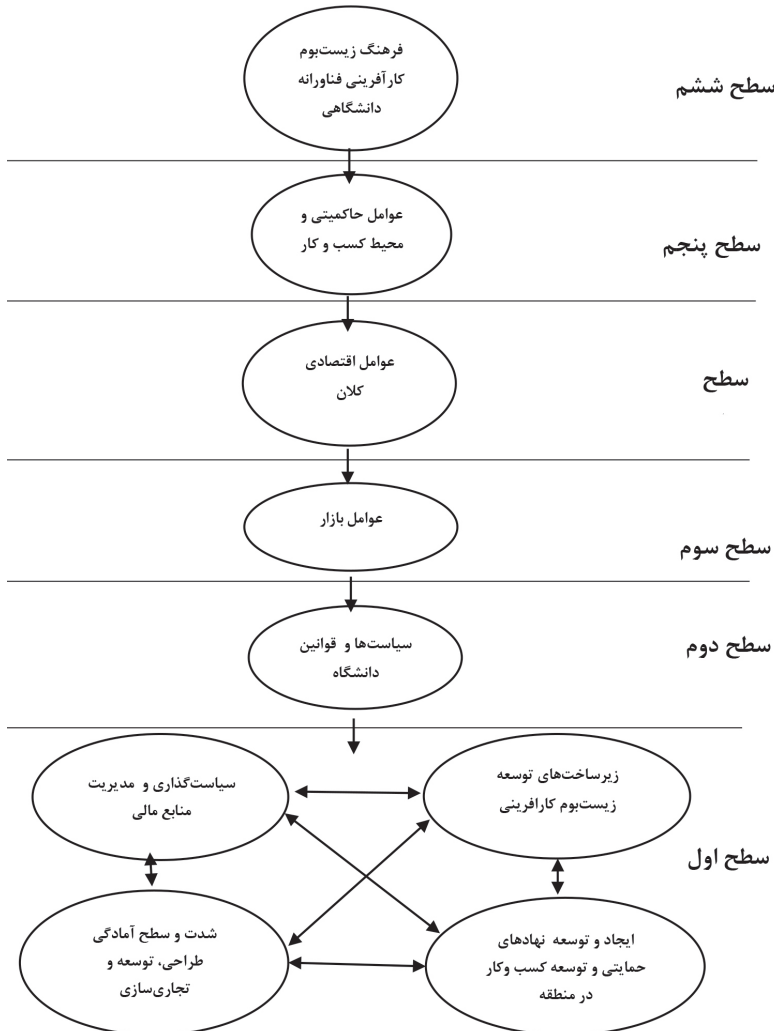 فرهنگ زیست‌بوم
کارآفرینی فناورانه
دانشگاهی
سطح ششم
عوامل حاکمیتی و
محیط کسب و کار
سطح پنجم
عوامل اقتصادی
کلان
سطح
عوامل بازار
سطح سوم
سیاست‌ها و قوانین
دانشگاه
سطح دوم
زیرساخت‌های توسعه
زیست‌بوم کارافرینی
سیاست‌گذاری و مدیریت
منابع مالی
سطح اول
ایجاد و توسعه نهادهای
حمایتی و توسعه کسب وکار
در منطقه
شدت و سطح آمادگی
طراحی، توسعه و
تجاری‌سازی